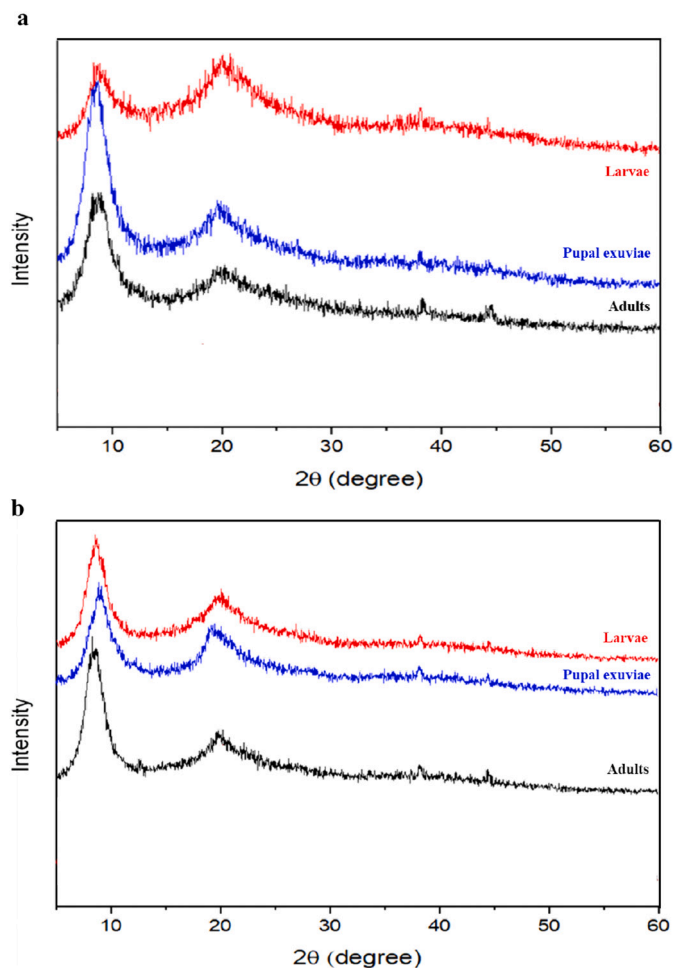 a
Intensity
Larvae
Pupal exuviae
Adults
10 20 30 40 50 60
2θ (degree)
b
Intensity
Larvae
Pupal exuviae
Adults
10 20 30 40 50 60
2θ (degree)